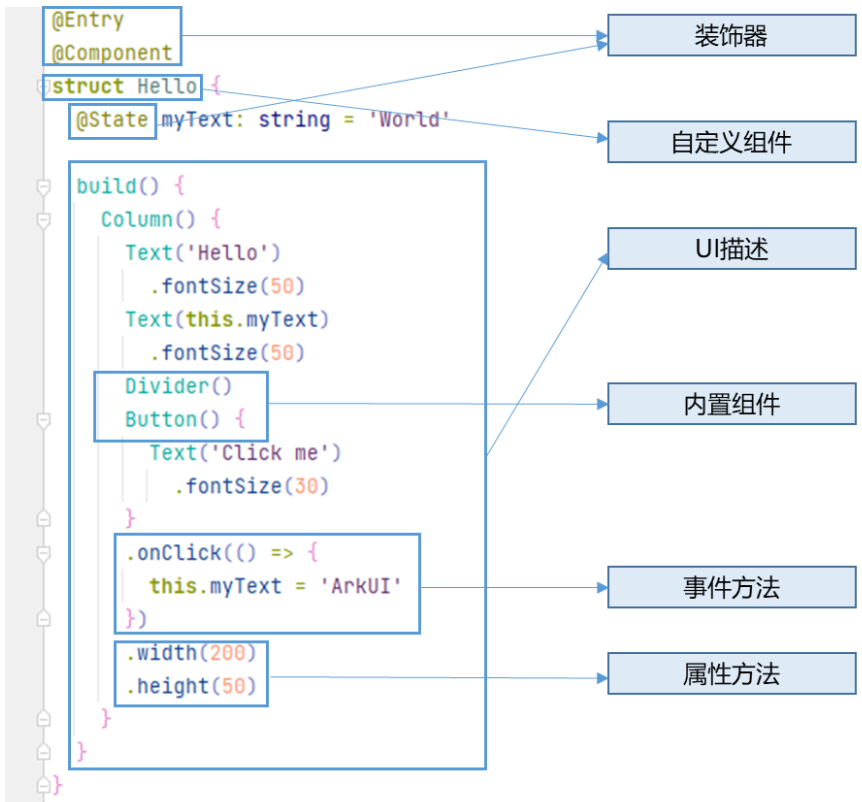 @Entry
@Component
struct Hello {
@State myText: string = 'World'
build() {
Column() {
Text('Hello')
.fontSize(50)
Text(this.myText)
.fontSize(50)
Divider()
Button() {
Text('Click me')
.fontSize(30)
}
.onClick(() => {
this.myText = 'ArkUI'
})
.width(200)
.height(50)
}
}
}
装饰器
自定义组件
UI描述
内置组件
事件方法
属性方法